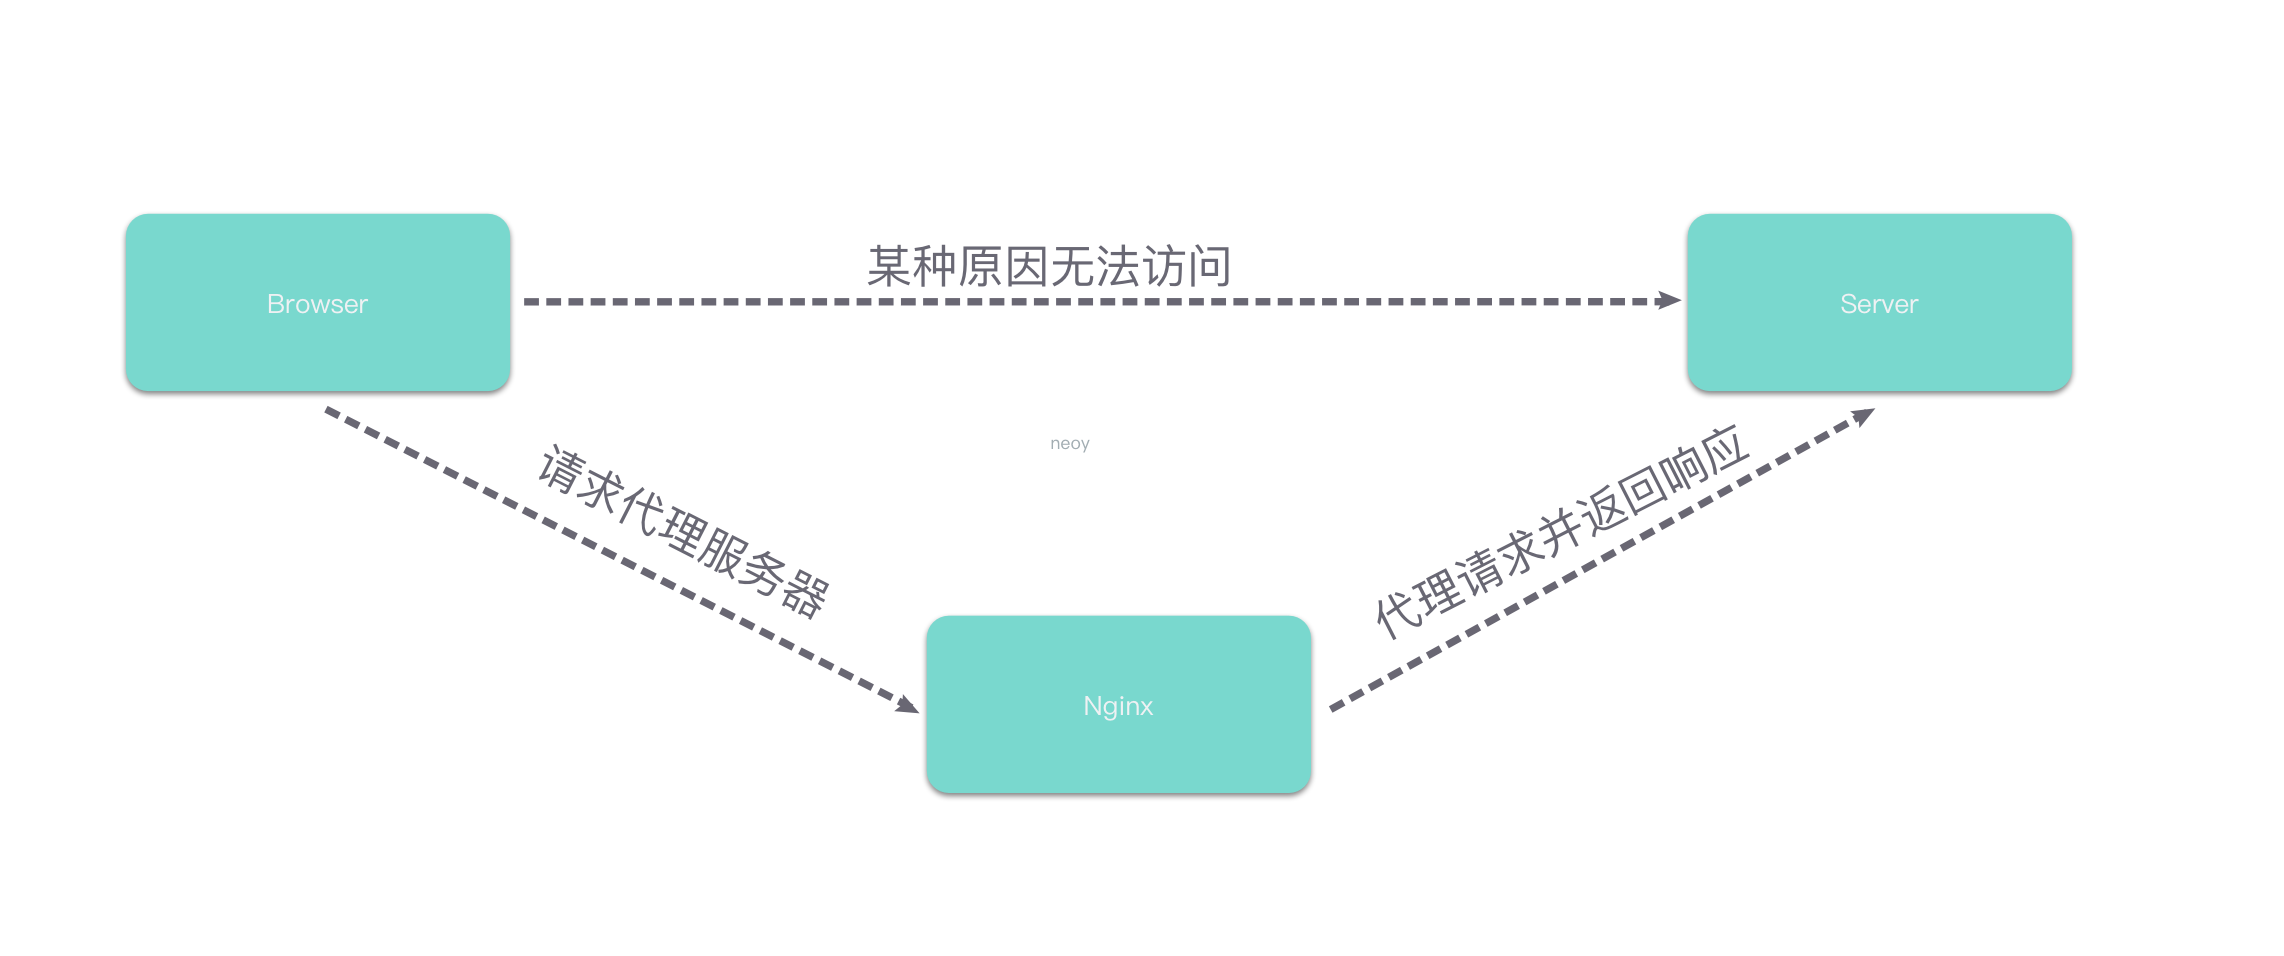 某种原因无法访问
Browser
Server
neoy
请求代理服务器
代理请求并返回响应
Nginx